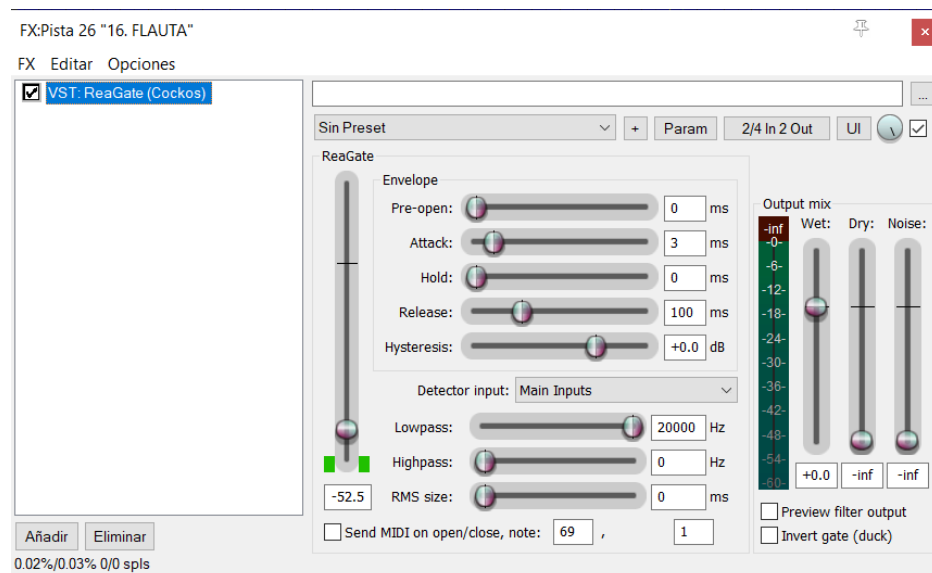 FX:Pista 26 "16. FLAUTA"
FX Editar Opciones
VST: ReaGate (Cockos)
...
Sin Preset + Param 2/4 In 2 Out UI
ReaGate
Envelope
Pre-open: 0 ms
Attack: 3 ms
Hold: 0 ms
Release: 100 ms
Hysteresis: +0.0 dB
Detector input: Main Inputs
Lowpass: 20000 Hz
Highpass: 0 Hz
-52.5 RMS size: 0 ms
Send MIDI on open/close, note: 69 , 1
Output mix
Wet: Dry: Noise:
-inf
-0-
-6-
-12-
-18-
-24-
-30-
-36-
-42-
-48-
-54-
-60-
+0.0 -inf -inf
Preview filter output
Invert gate (duck)
Añadir Eliminar
0.02%/0.03% 0/0 spls